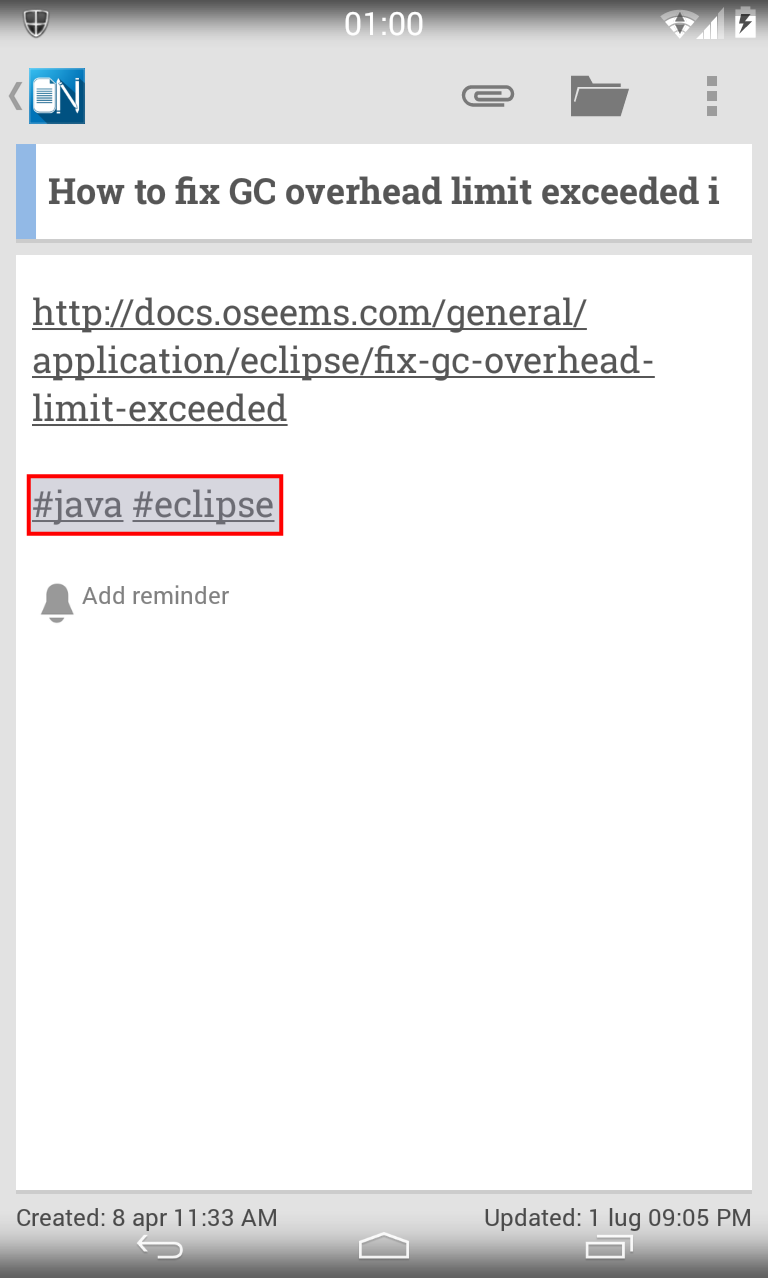 01:00
N
How to fix GC overhead limit exceeded i
http://docs.oseems.com/general/
application/eclipse/fix-gc-overhead-
limit-exceeded
#java #eclipse
Add reminder
Created: 8 apr 11:33 AM
Updated: 1 lug 09:05 PM